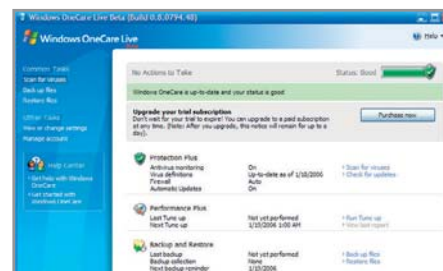 Windows OneCare Live Beta (Build 0.8.0794.48)
Windows OneCare Live
Help
Common Tasks
Scan for viruses
Back up files
Restore files
Other Tasks
View or change settings
Manage account
Help Center
Get help with Windows OneCare
Get started with Windows OneCare
No Actions to Take
Status: Good
Windows OneCare is up-to-date and your status is good
Upgrade your trial subscription
Don't wait for your trial to expire! You can upgrade to a paid subscription
at any time. (Note: After you upgrade, this notice will remain for up to a
day).
Purchase now
Protection Plus
Antivirus monitoring On Scan for viruses
Virus definitions Up-to-date as of 1/10/2006 Check for updates
Firewall Auto
Automatic Updates On
Performance Plus
Last Tune up Not yet performed Run Tune up
Next Tune up 1/10/2006 1:00 AM View last report
Backup and Restore
Last backup Not yet performed Back up files
Backup collection None Restore files
Next backup reminder 1/10/2006